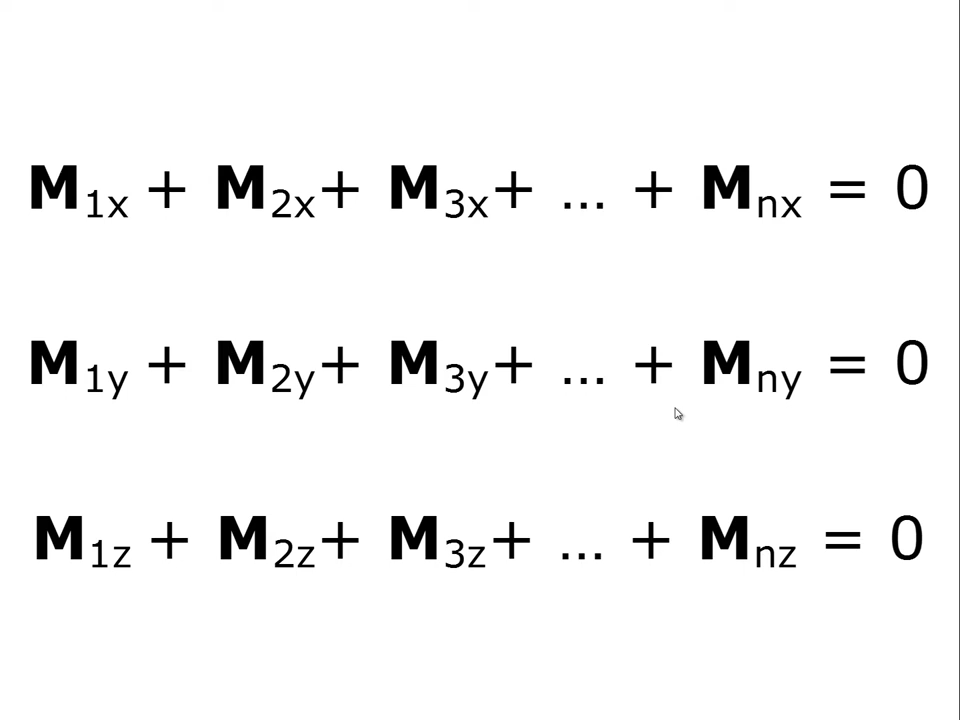 M₁ₓ + M₂ₓ+ M₃ₓ+ ... + Mₙₓ = 0
M1y + M2y+ M3y+ ... + Mny = 0
M1z + M2z+ M3z+ ... + Mnz = 0